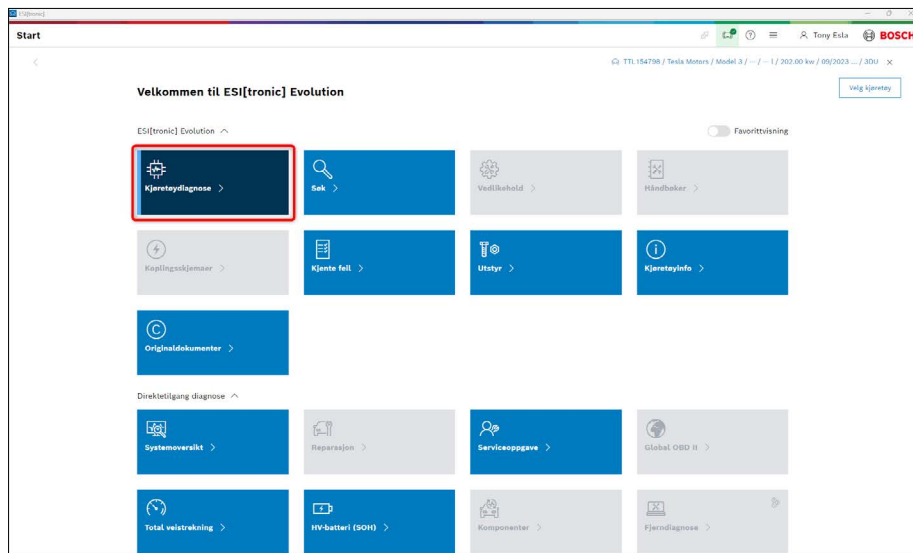 ESI[tronic]
Start
Tony Esla
BOSCH
TTL154798 / Tesla Motors / Model 3 / -- / -- l / 202.00 kw / 09/2023 ... / 3DU
Velkommen til ESI[tronic] Evolution
Velg kjøretøy
ESI[tronic] Evolution
Favorittvisning
Kjøretøydiagnose
Søk
Vedlikehold
Håndbøker
Koplingsskjemaer
Kjente feil
Utstyr
Kjøretøyinfo
Originaldokumenter
Direktetilgang diagnose
Systemoversikt
Reparasjon
Serviceoppgave
Global OBD II
Total veistrekning
HV-batteri (SOH)
Komponenter
Fjerndiagnose